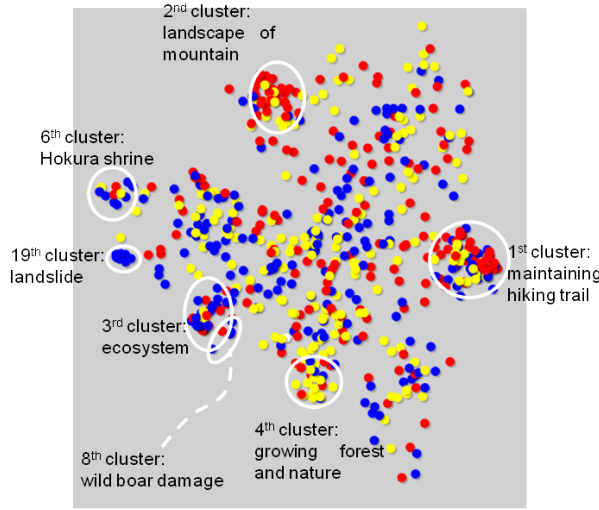 2nd cluster:
landscape of
mountain
6th cluster:
Hokura shrine
19th cluster:
landslide
1st cluster:
maintaining
hiking trail
3rd cluster:
ecosystem
4th cluster:
growing forest
and nature
8th cluster:
wild boar damage